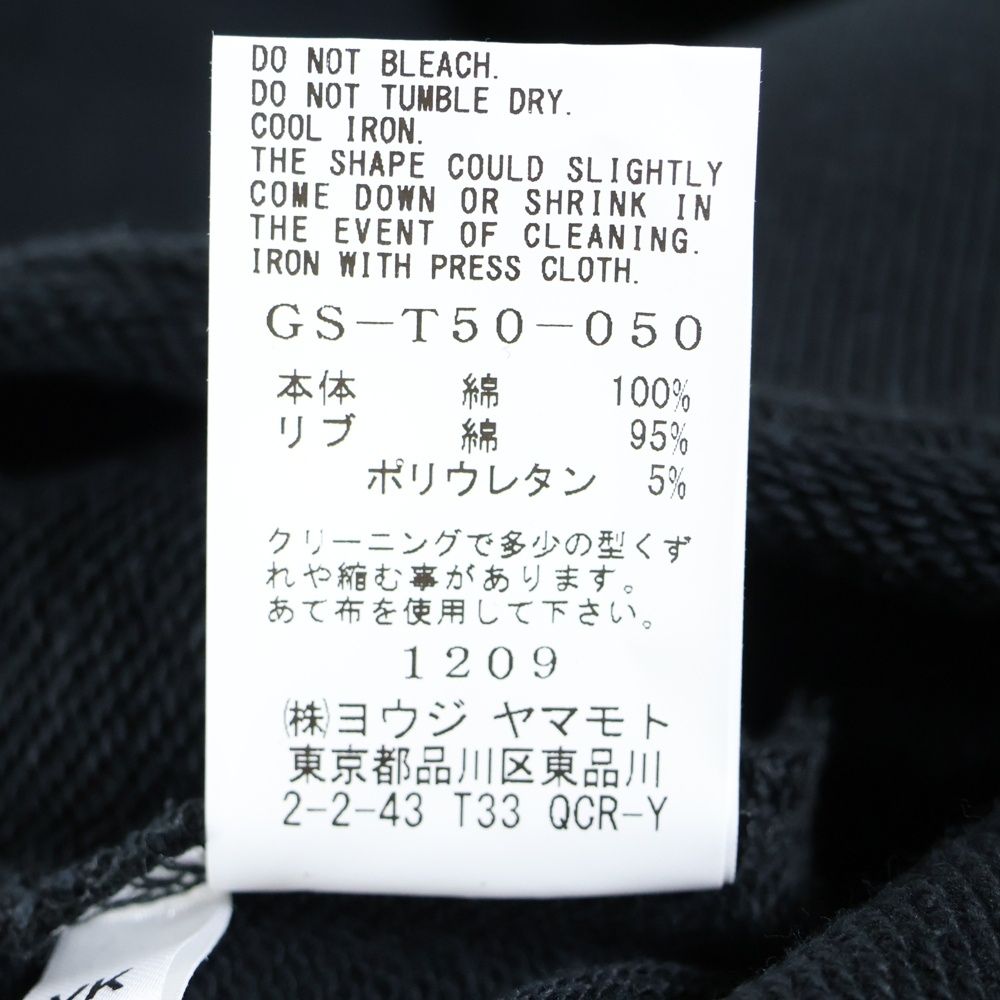 DO NOT BLEACH.
DO NOT TUMBLE DRY.
COOL IRON.
THE SHAPE COULD SLIGHTLY
COME DOWN OR SHRINK IN
THE EVENT OF CLEANING.
IRON WITH PRESS CLOTH.
GS-T50-050
本体 綿 100%
リブ 綿 95%
ポリウレタン 5%
クリーニングで多少の型くず
れや縮む事があります。
あて布を使用して下さい。
1209
㈱ヨウジ ヤマモト
東京都品川区東品川
2-2-43 T33 QCR-Y